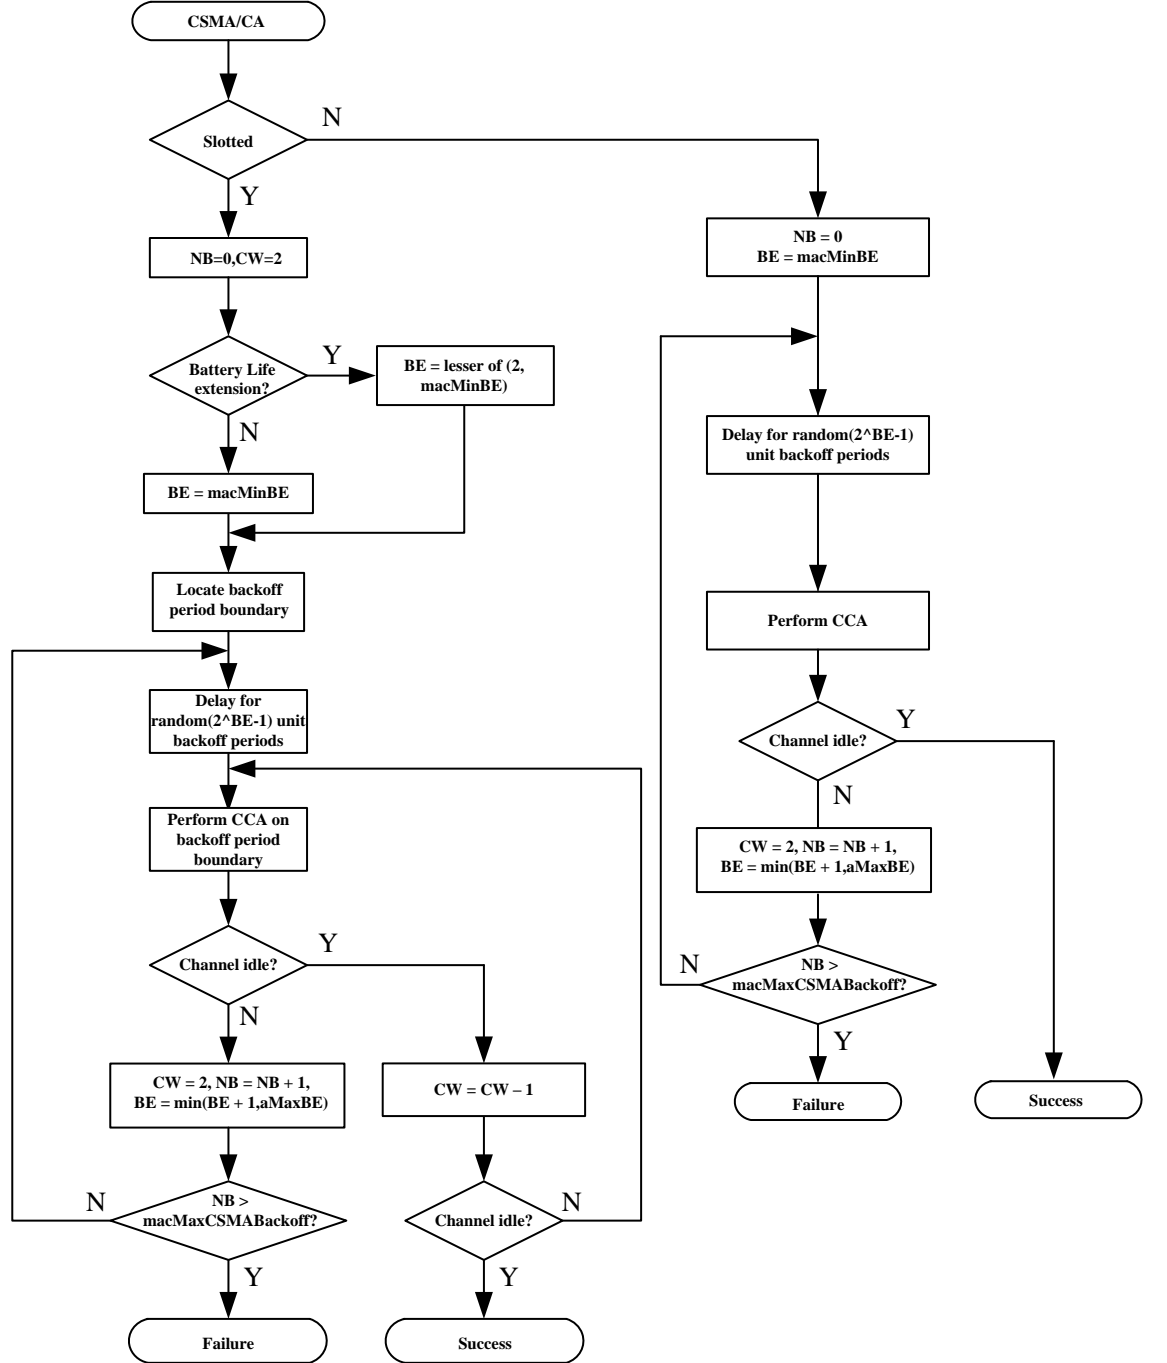 CSMA/CA
Slotted
N
Y
NB=0,CW=2
Battery Life
extension?
Y
BE = lesser of (2,
macMinBE)
N
BE = macMinBE
Locate backoff
period boundary
Delay for
random(2^BE-1) unit
backoff periods
Perform CCA on
backoff period
boundary
Channel idle?
Y
N
CW = 2, NB = NB + 1,
BE = min(BE + 1,aMaxBE)
CW = CW – 1
NB >
macMaxCSMABackoff?
N
Y
Channel idle?
N
Y
Failure
Success
NB = 0
BE = macMinBE
Delay for random(2^BE-1)
unit backoff periods
Perform CCA
Channel idle?
Y
N
CW = 2, NB = NB + 1,
BE = min(BE + 1,aMaxBE)
NB >
macMaxCSMABackoff?
N
Y
Failure
Success